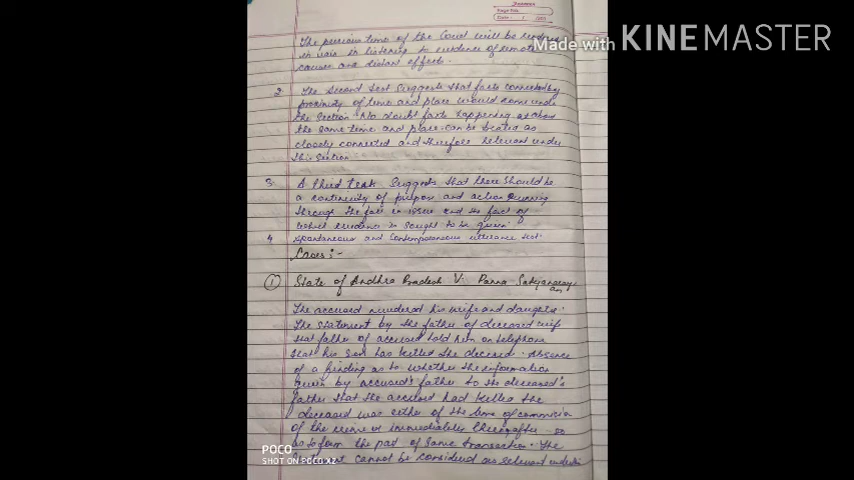 Page No.
Date :
Made with KINEMASTER
The precious time of the Court will be
in vain in listening to evidence of remote
causes and distant effects.
2. The second test suggests that facts connected by
proximity of time and place would come under
the section. No doubt facts happening at about
the same time and place can be treated as
closely connected and therefore relevant under
this section.
3. A third test suggests that there should be
a continuity of purpose and action running
through the fact in issue and the fact of
which evidence is sought to be given.
4 Spontaneous and Contemporaneous utterance test.
Cases :-
① State of Andhra Pradesh V. Panna Satyanaray
an
The accused murdered his wife and daughter.
The statement by the father of deceased wife
that father of accused told him on telephone
that his son has killed the deceased. Absence
of a finding as to whether the information
given by accused's father to the deceased's
father that the accused had killed the
deceased was either of the time of commission
of the crime or immediately thereafter so
as to form the part of same transaction. The
cannot be considered as relevant under
POCO
SHOT ON POCO X2